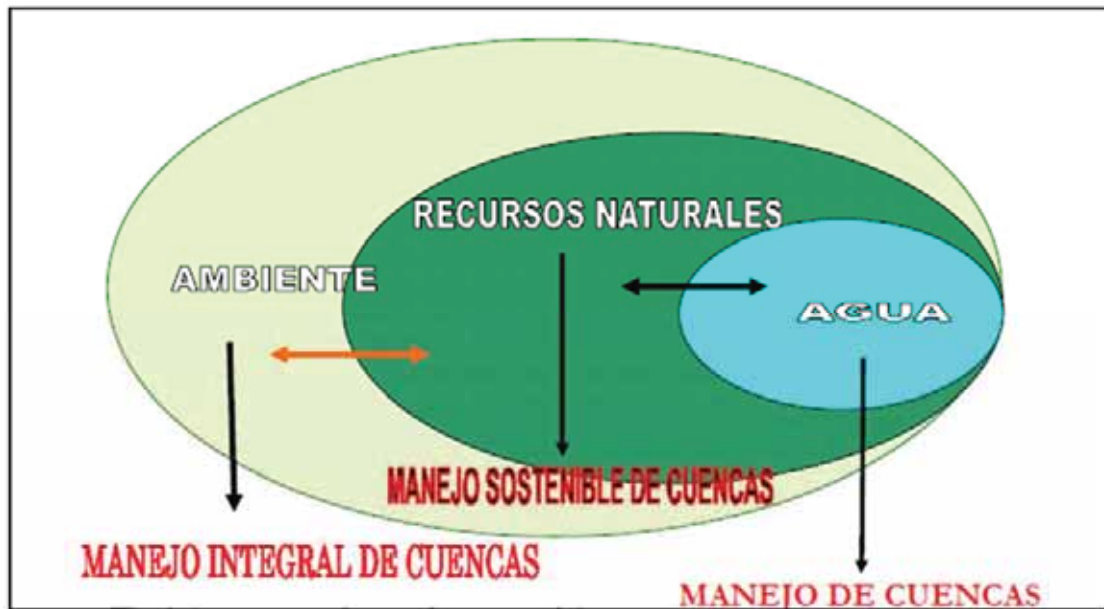 RECURSOS NATURALES
AMBIENTE
AGUA
MANEJO SOSTENIBLE DE CUENCAS
MANEJO INTEGRAL DE CUENCAS
MANEJO DE CUENCAS